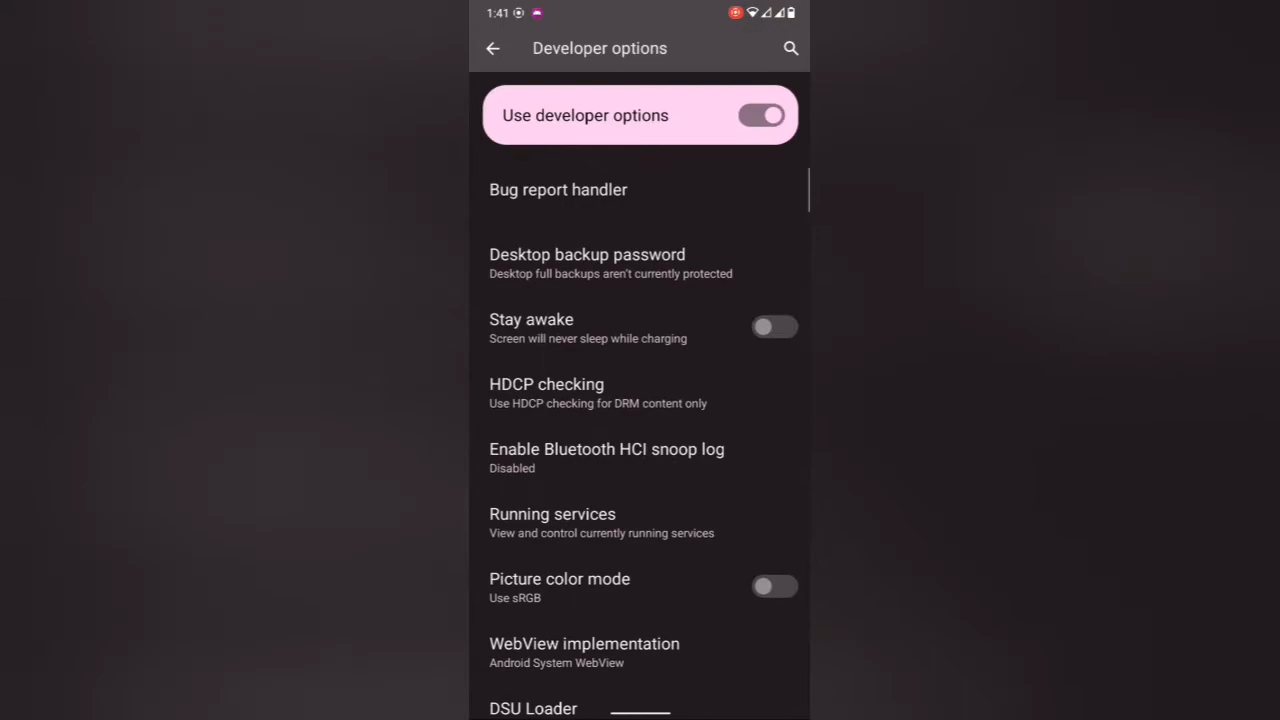 1:41
Developer options
Use developer options
Bug report handler
Desktop backup password
Desktop full backups aren't currently protected
Stay awake
Screen will never sleep while charging
HDCP checking
Use HDCP checking for DRM content only
Enable Bluetooth HCI snoop log
Disabled
Running services
View and control currently running services
Picture color mode
Use sRGB
WebView implementation
Android System WebView
DSU Loader